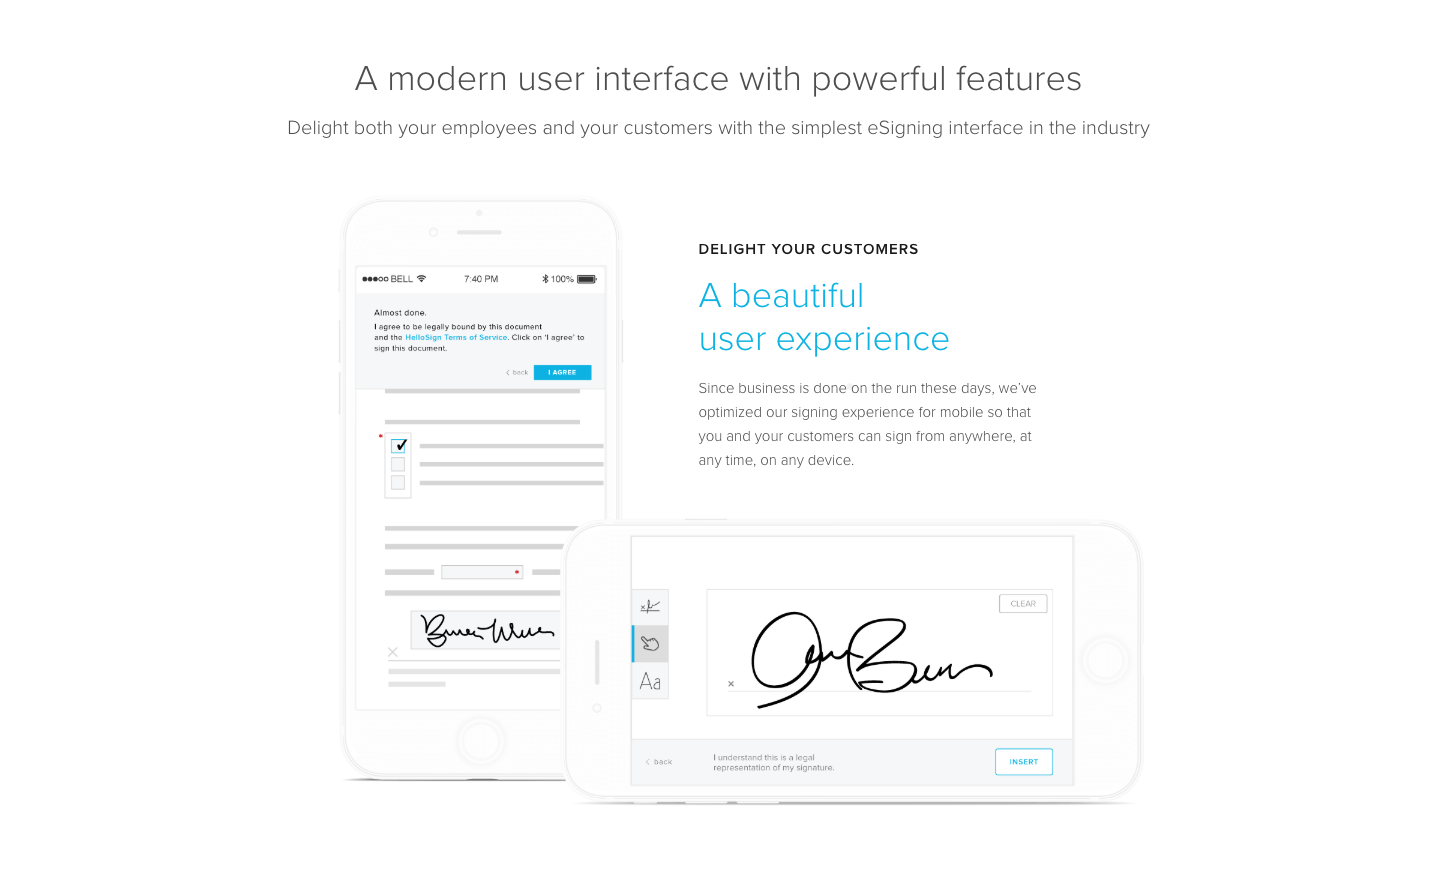 A modern user interface with powerful features
Delight both your employees and your customers with the simplest eSigning interface in the industry
BELL 7:40 PM 100%
Almost done.
I agree to be legally bound by this document
and the HelloSign Terms of Service. Click on 'I agree' to
sign this document.
< back I AGREE
*
*
DELIGHT YOUR CUSTOMERS
A beautiful
user experience
Since business is done on the run these days, we've
optimized our signing experience for mobile so that
you and your customers can sign from anywhere, at
any time, on any device.
CLEAR
Aa
x
< back
I understand this is a legal
representation of my signature.
INSERT